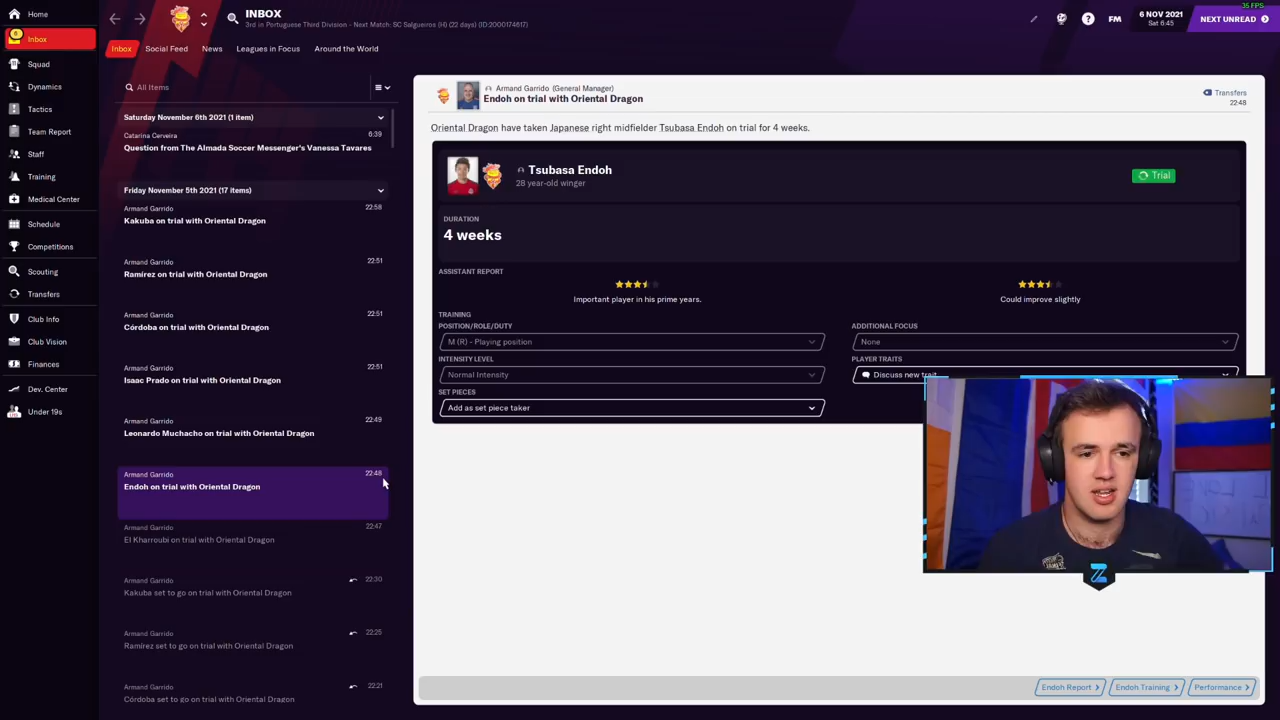 35 FPS
Home
INBOX
3rd in Portuguese Third Division - Next Match: SC Salgueiros (H) (22 days) (ID:2000174617)
FM
6 NOV 2021
Sat 6:45
NEXT UNREAD
6
Inbox
Squad
Dynamics
Tactics
Team Report
Staff
Training
Medical Center
Schedule
Competitions
Scouting
Transfers
Club Info
Club Vision
Finances
Dev. Center
Under 19s
Inbox
Social Feed
News
Leagues in Focus
Around the World
All Items
Saturday November 6th 2021 (1 item)
Catarina Cerveira
6:39
Question from The Almada Soccer Messenger's Vanessa Tavares
Friday November 5th 2021 (17 items)
Armand Garrido
22:58
Kakuba on trial with Oriental Dragon
Armand Garrido
22:51
Ramírez on trial with Oriental Dragon
Armand Garrido
22:51
Córdoba on trial with Oriental Dragon
Armand Garrido
22:51
Isaac Prado on trial with Oriental Dragon
Armand Garrido
22:49
Leonardo Muchacho on trial with Oriental Dragon
Armand Garrido
22:48
Endoh on trial with Oriental Dragon
Armand Garrido
22:47
El Kharroubi on trial with Oriental Dragon
Armand Garrido
22:30
Kakuba set to go on trial with Oriental Dragon
Armand Garrido
22:25
Ramírez set to go on trial with Oriental Dragon
Armand Garrido
22:21
Córdoba set to go on trial with Oriental Dragon
Armand Garrido (General Manager)
Endoh on trial with Oriental Dragon
Transfers
22:48
Oriental Dragon have taken Japanese right midfielder Tsubasa Endoh on trial for 4 weeks.
Tsubasa Endoh
28 year-old winger
Trial
DURATION
4 weeks
ASSISTANT REPORT
Important player in his prime years.
Could improve slightly
TRAINING
POSITION/ROLE/DUTY
M (R) - Playing position
ADDITIONAL FOCUS
None
INTENSITY LEVEL
Normal Intensity
PLAYER TRAITS
Discuss new trait
SET PIECES
Add as set piece taker
Endoh Report
Endoh Training
Performance